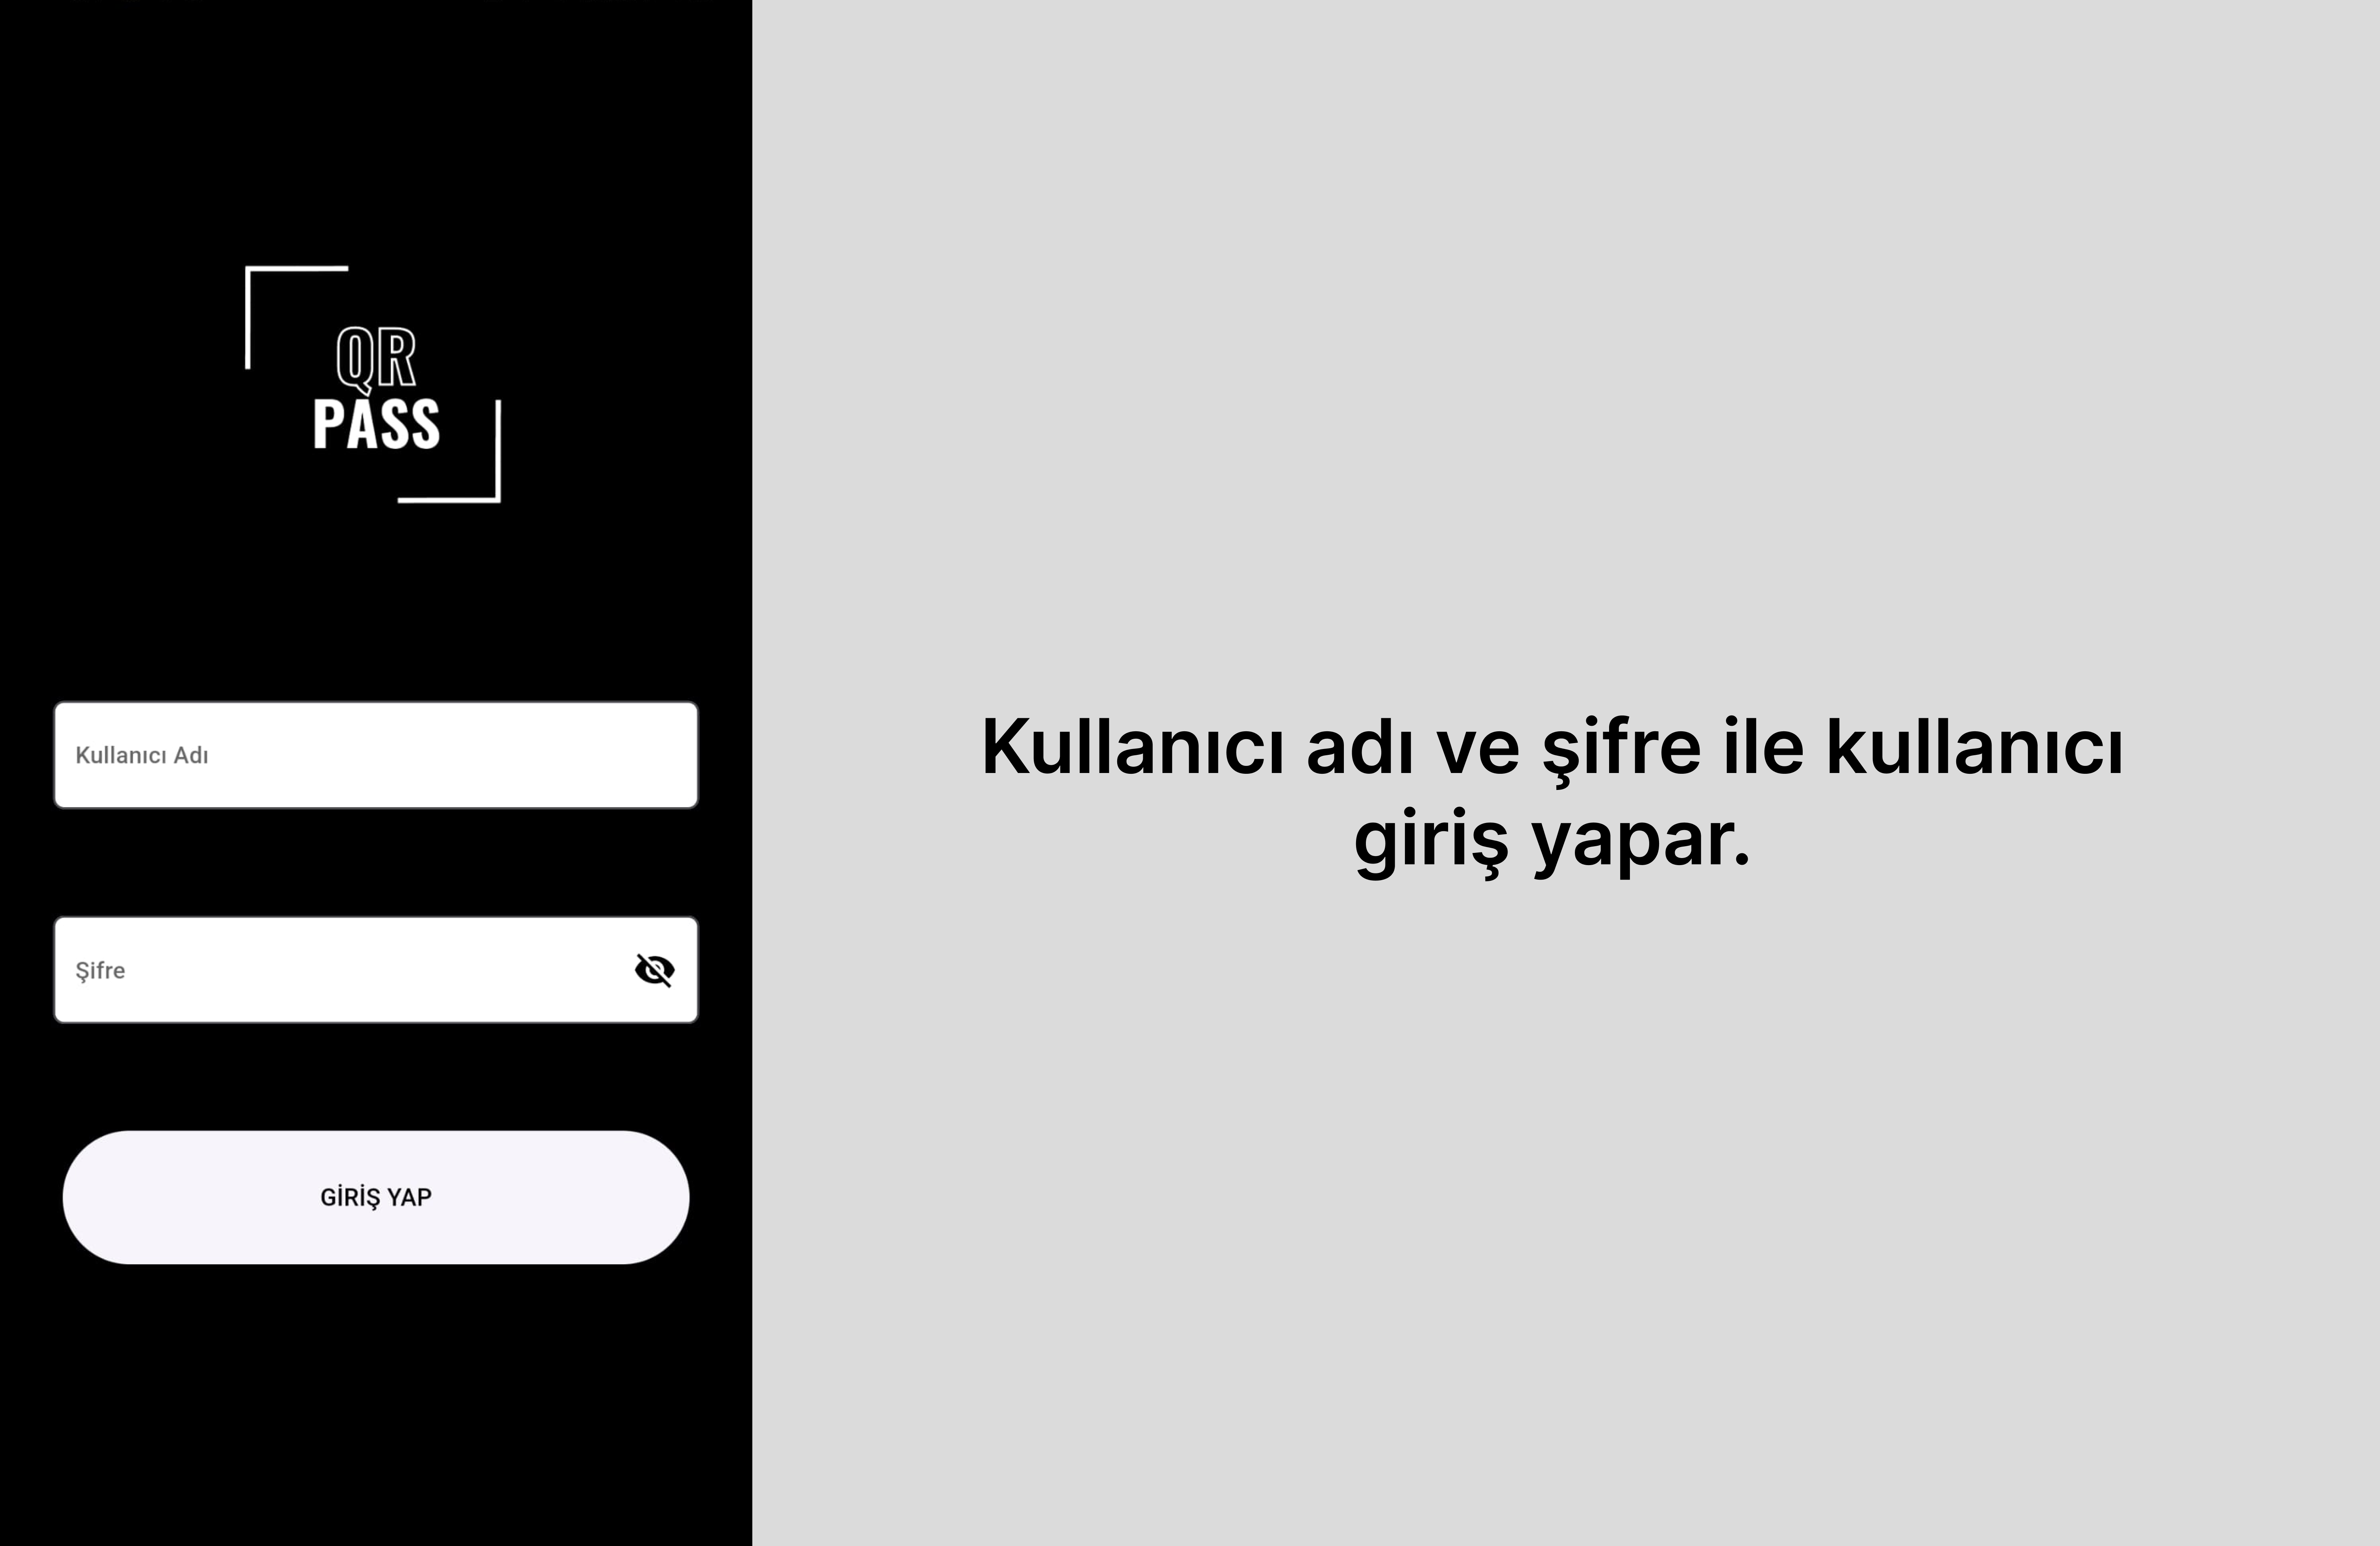 QR
PASS
Kullanıcı Adı
Şifre
GİRİŞ YAP
Kullanıcı adı ve şifre ile kullanıcı
giriş yapar.